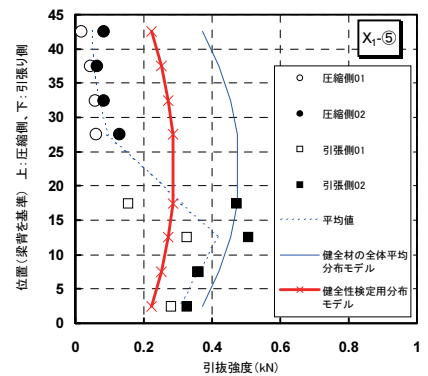 X₁-⑤
45
40
35
30
25
20
15
10
5
0
位置(梁背を基準) 上:圧縮側、下:引張り側
圧縮側01
圧縮側02
引張側01
引張側02
平均値
健全材の全体平均
分布モデル
健全性検定用分布
モデル
0 0.2 0.4 0.6 0.8 1
引抜強度(kN)